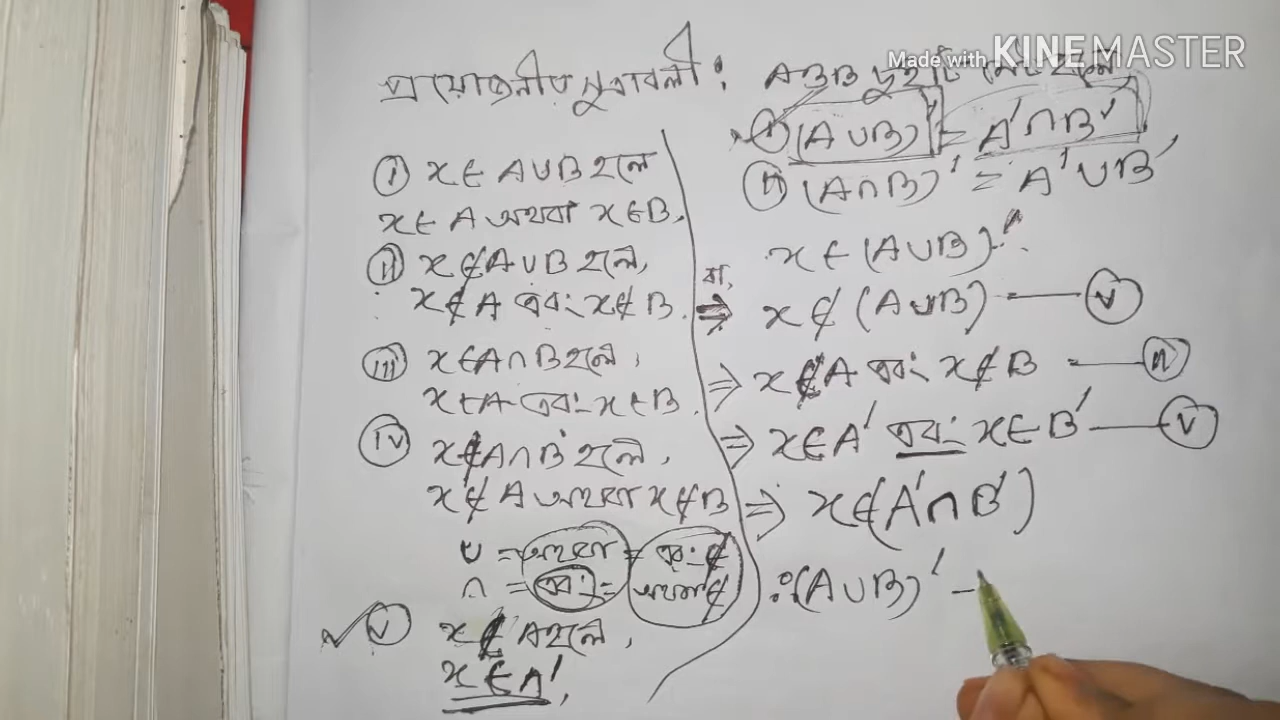 Made with KINEMASTER
প্রয়োজনীয় সূত্রাবলী :
(i) x ∈ A ∪ B হলে
x ∈ A অথবা x ∈ B,
(ii) x ∉ A ∪ B হলে,
x ∉ A এবং x ∉ B.
(iii) x ∈ A ∩ B হলে,
x ∈ A এবং x ∈ B.
(iv) x ∉ A ∩ B হলে,
x ∉ A অথবা x ∉ B
∪ = অথবা = এবং ∉
∩ = এবং = অথবা ∉
(v) x ∉ A হলে,
x ∈ A′,
A ও B দুইটি সেট হলে
(i) (A ∪ B)′ = A′ ∩ B′
(ii) (A ∩ B)′ = A′ ∪ B′
x ∈ (A ∪ B)′
বা, ⇒ x ∉ (A ∪ B) — (v)
⇒ x ∉ A এবং x ∉ B — (ii)
⇒ x ∈ A′ এবং x ∈ B′ — (v)
⇒ x ∈ (A′ ∩ B′)
∴ (A ∪ B)′ –